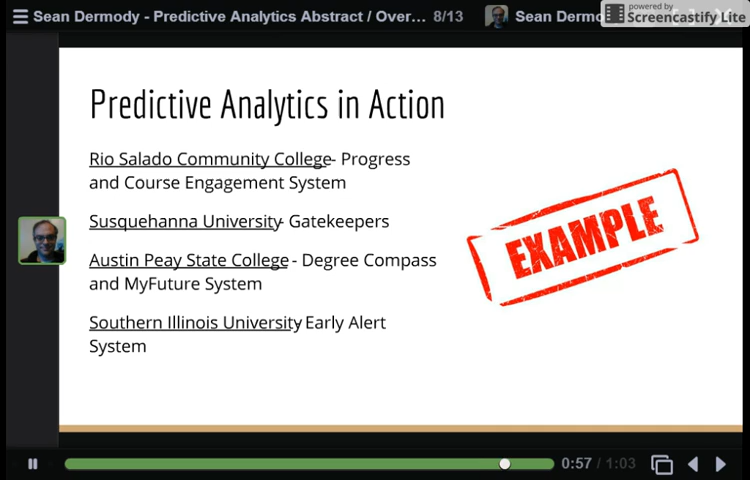 Sean Dermody - Predictive Analytics Abstract / Over... 8/13
Sean Dermo
powered by
Screencastify Lite
Predictive Analytics in Action
Rio Salado Community College- Progress
and Course Engagement System
Susquehanna University- Gatekeepers
EXAMPLE
Austin Peay State College - Degree Compass
and MyFuture System
Southern Illinois University- Early Alert
System
0:57 / 1:03